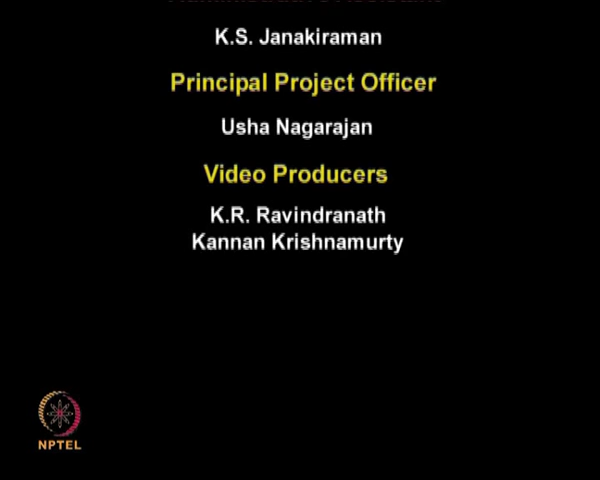 K.S. Janakiraman
Principal Project Officer
Usha Nagarajan
Video Producers
K.R. Ravindranath
Kannan Krishnamurty
NPTEL